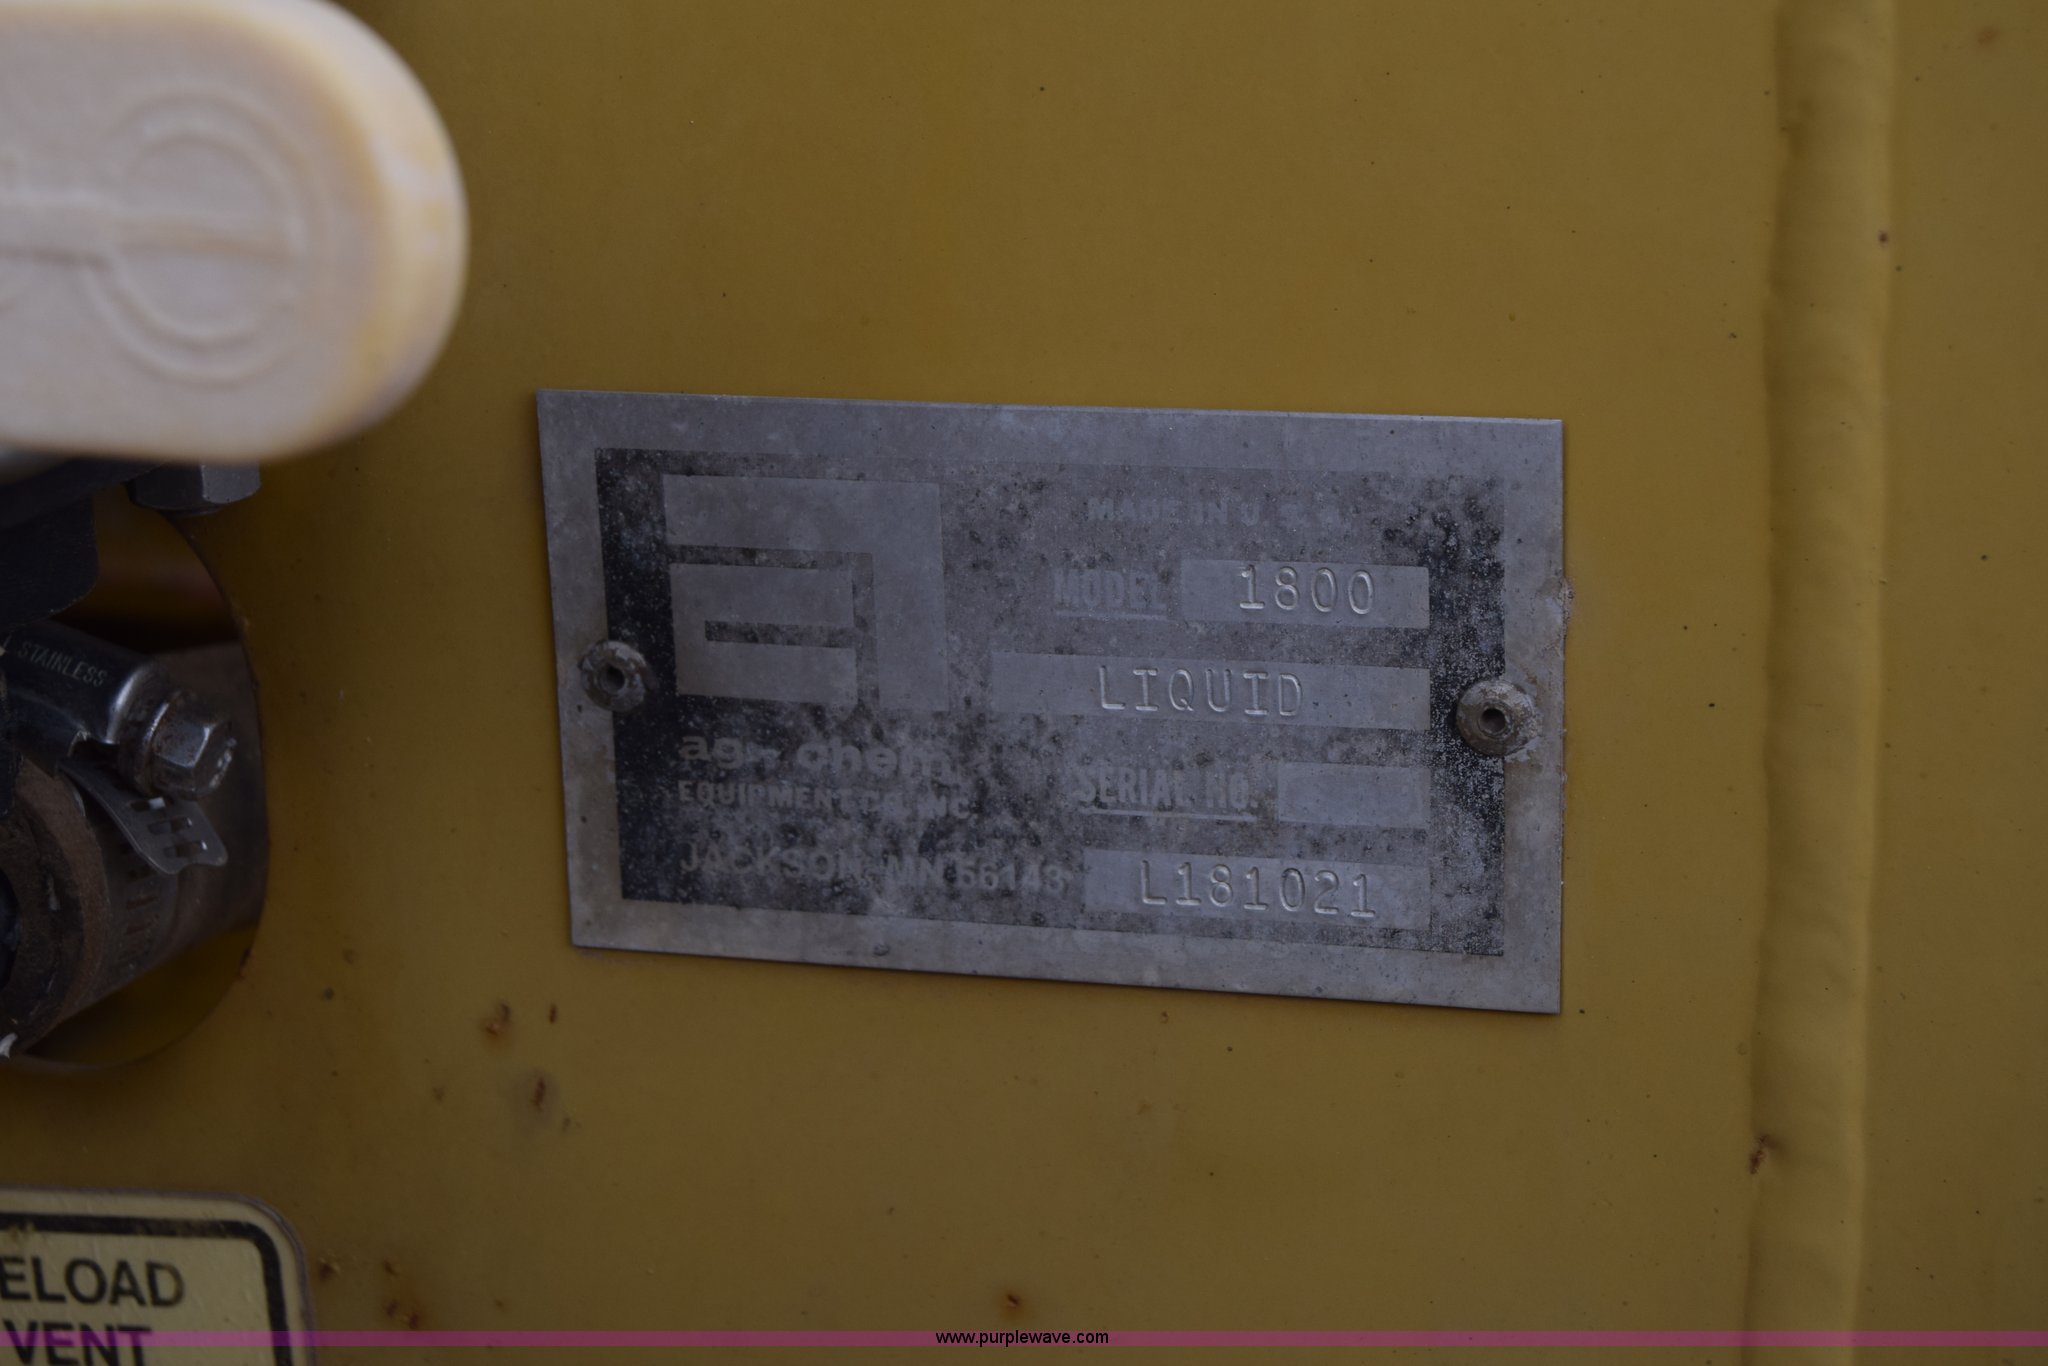 MADE IN U.S.A.
MODEL 1800
LIQUID
ag-chem
EQUIPMENT CO. INC.
JACKSON, MN 56143
SERIAL NO.
L181021
STAINLESS
ELOAD
VENT
www.purplewave.com